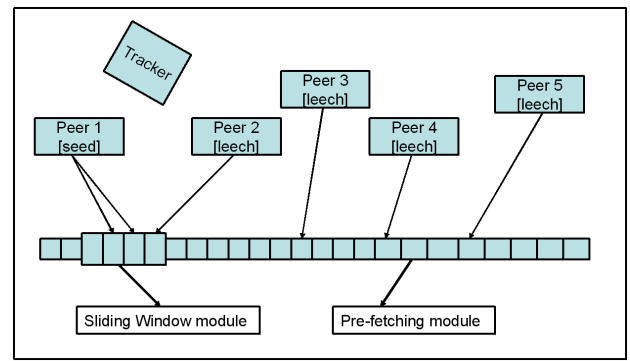 Tracker
Peer 1
[seed]
Peer 2
[leech]
Peer 3
[leech]
Peer 4
[leech]
Peer 5
[leech]
Sliding Window module
Pre-fetching module